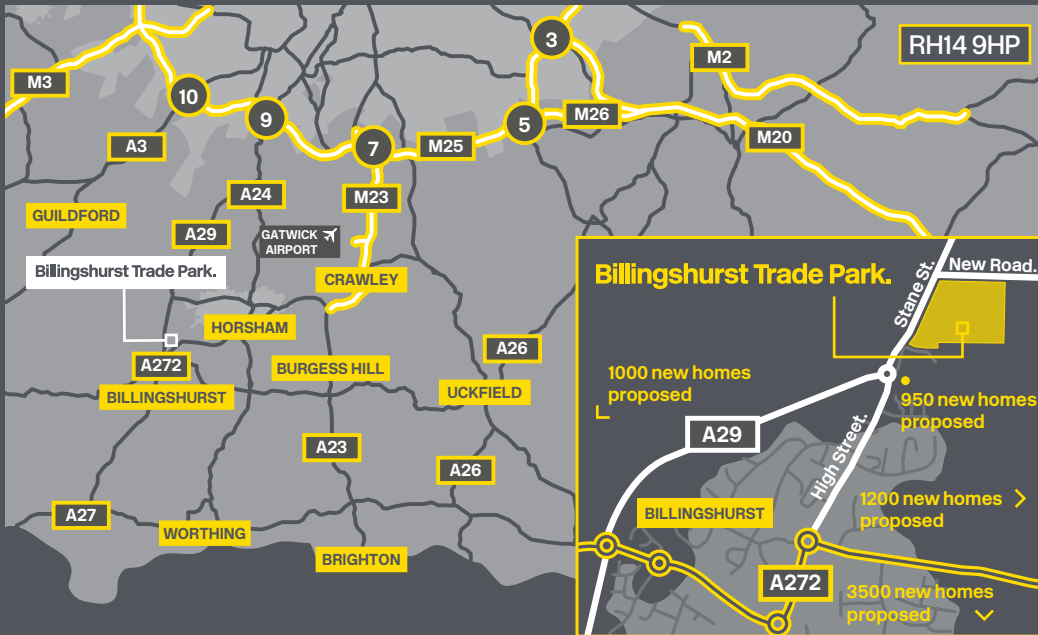 3
M2
RH14 9HP
M3
10
9
5
M26
A3
7
M25
M20
A24
M23
GUILDFORD
A29
GATWICK
AIRPORT
Billingshurst Trade Park.
CRAWLEY
HORSHAM
A272
BURGESS HILL
A26
BILLINGSHURST
UCKFIELD
A23
A26
A27
WORTHING
BRIGHTON
Billingshurst Trade Park.
Stane St.
New Road.
1000 new homes
proposed
950 new homes
proposed
A29
High Street.
1200 new homes
proposed
BILLINGSHURST
A272
3500 new homes
proposed